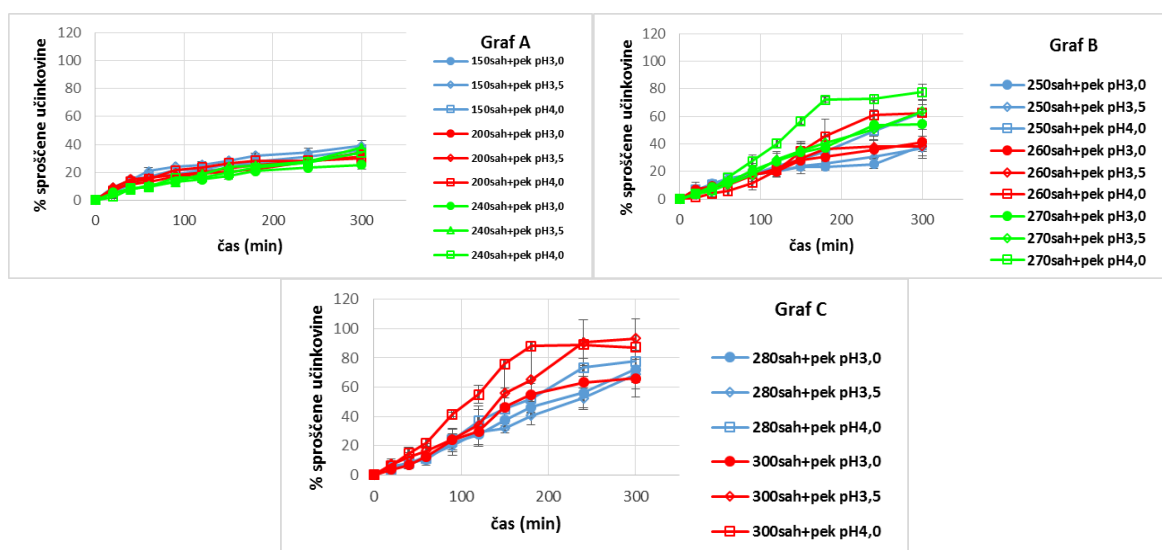 Graf A
120
100
80
60
40
20
0
% sproščene učinkovine
0 100 200 300
čas (min)
150sah+pek pH3,0
150sah+pek pH3,5
150sah+pek pH4,0
200sah+pek pH3,0
200sah+pek pH3,5
200sah+pek pH4,0
240sah+pek pH3,0
240sah+pek pH3,5
240sah+pek pH4,0
Graf B
120
100
80
60
40
20
0
% sproščene učinkovine
0 100 200 300
čas (min)
250sah+pek pH3,0
250sah+pek pH3,5
250sah+pek pH4,0
260sah+pek pH3,0
260sah+pek pH3,5
260sah+pek pH4,0
270sah+pek pH3,0
270sah+pek pH3,5
270sah+pek pH4,0
Graf C
120
100
80
60
40
20
0
% sproščene učinkovine
0 100 200 300
čas (min)
280sah+pek pH3,0
280sah+pek pH3,5
280sah+pek pH4,0
300sah+pek pH3,0
300sah+pek pH3,5
300sah+pek pH4,0